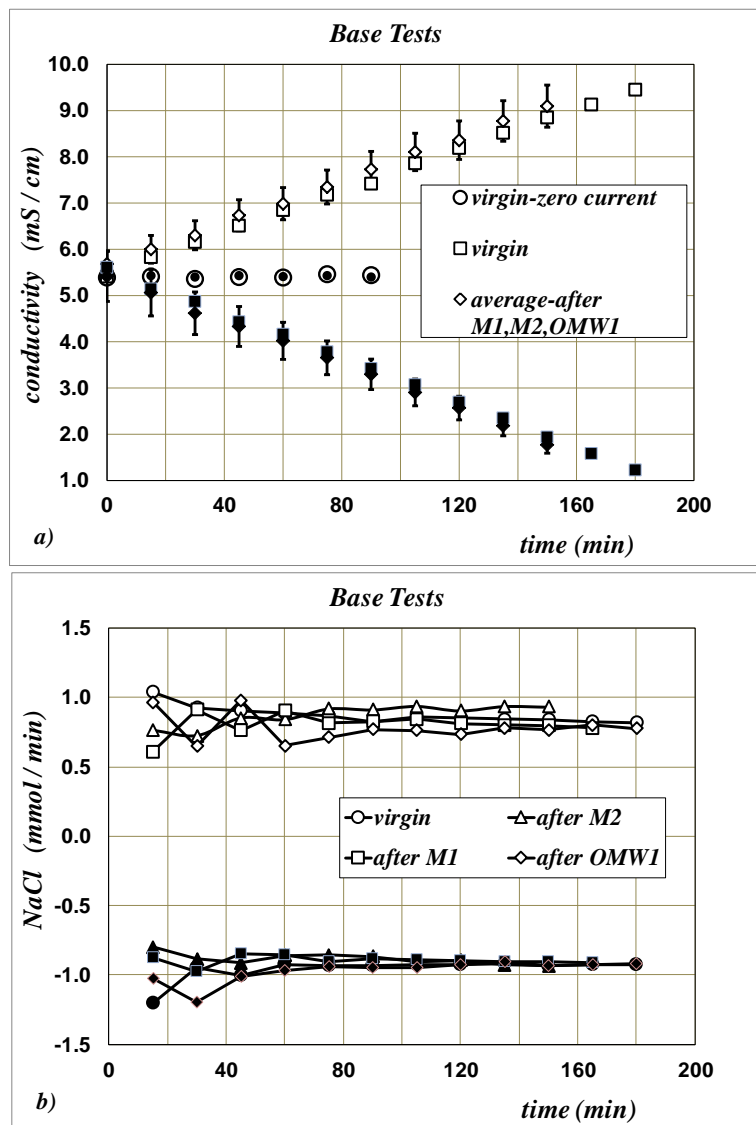 Base Tests
10.0
9.0
8.0
7.0
6.0
5.0
4.0
3.0
2.0
1.0
conductivity (mS / cm)
virgin-zero current
virgin
average-after
M1,M2,OMW1
0 40 80 120 160 200
a)
time (min)
Base Tests
1.5
1.0
0.5
0.0
-0.5
-1.0
-1.5
NaCl (mmol / min)
virgin after M2
after M1 after OMW1
0 40 80 120 160 200
b)
time (min)